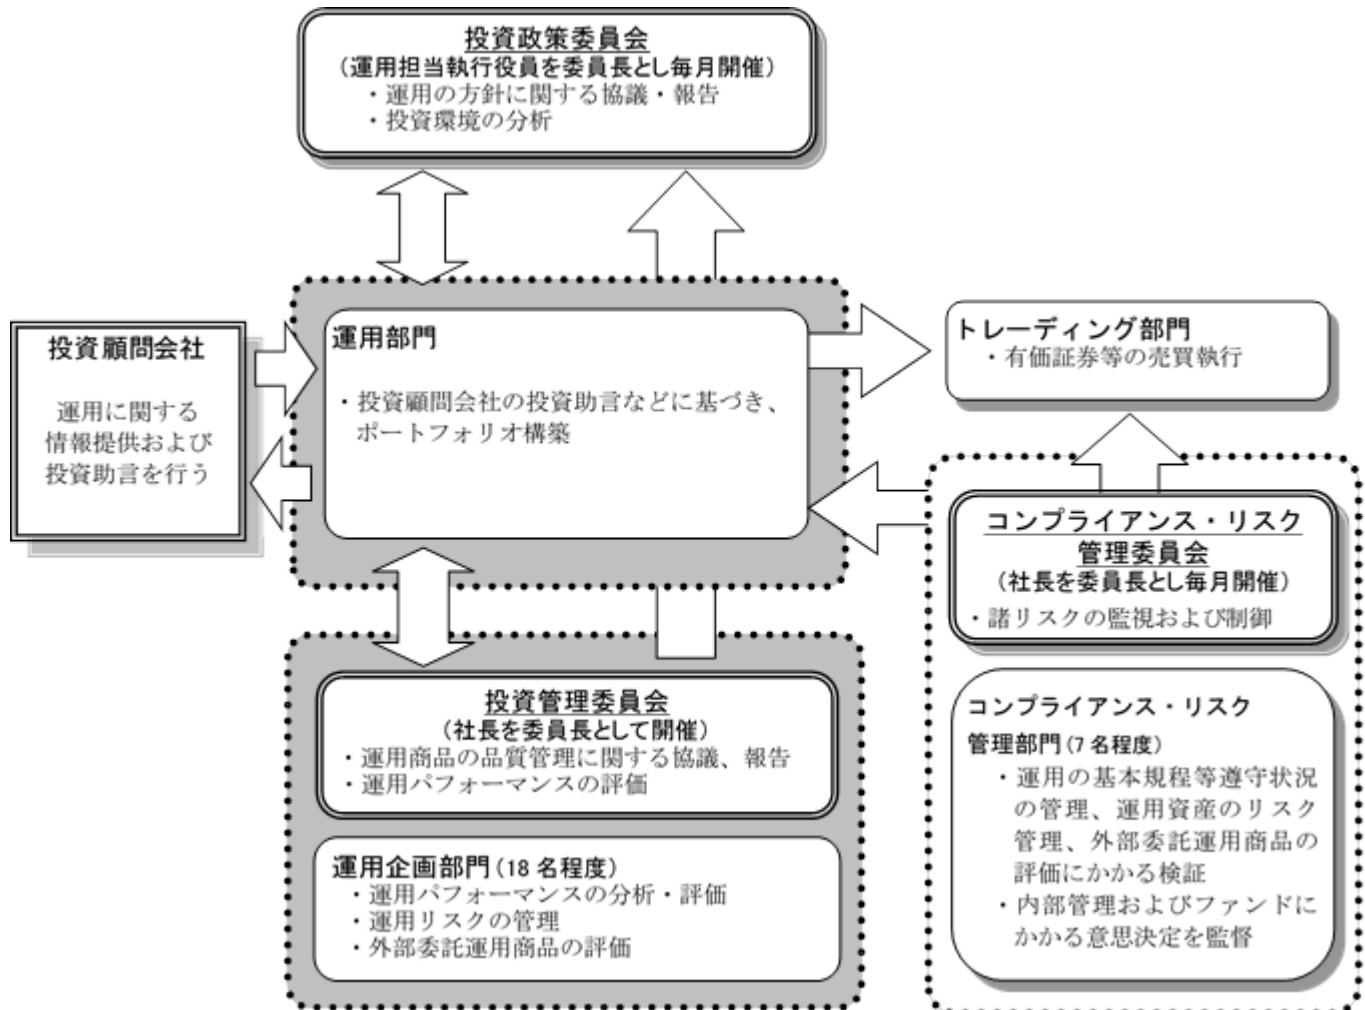 投資政策委員会
（運用担当執行役員を委員長とし毎月開催）
・運用の方針に関する協議・報告
・投資環境の分析
投資顧問会社
運用に関する
情報提供および
投資助言を行う
運用部門
・投資顧問会社の投資助言などに基づき、
ポートフォリオ構築
トレーディング部門
・有価証券等の売買執行
コンプライアンス・リスク
管理委員会
（社長を委員長とし毎月開催）
・諸リスクの監視および制御
投資管理委員会
（社長を委員長として開催）
・運用商品の品質管理に関する協議、報告
・運用パフォーマンスの評価
運用企画部門（18 名程度）
・運用パフォーマンスの分析・評価
・運用リスクの管理
・外部委託運用商品の評価
コンプライアンス・リスク
管理部門（7 名程度）
・運用の基本規程等遵守状況
の管理、運用資産のリスク
管理、外部委託運用商品の
評価にかかる検証
・内部管理およびファンドに
かかる意思決定を監督